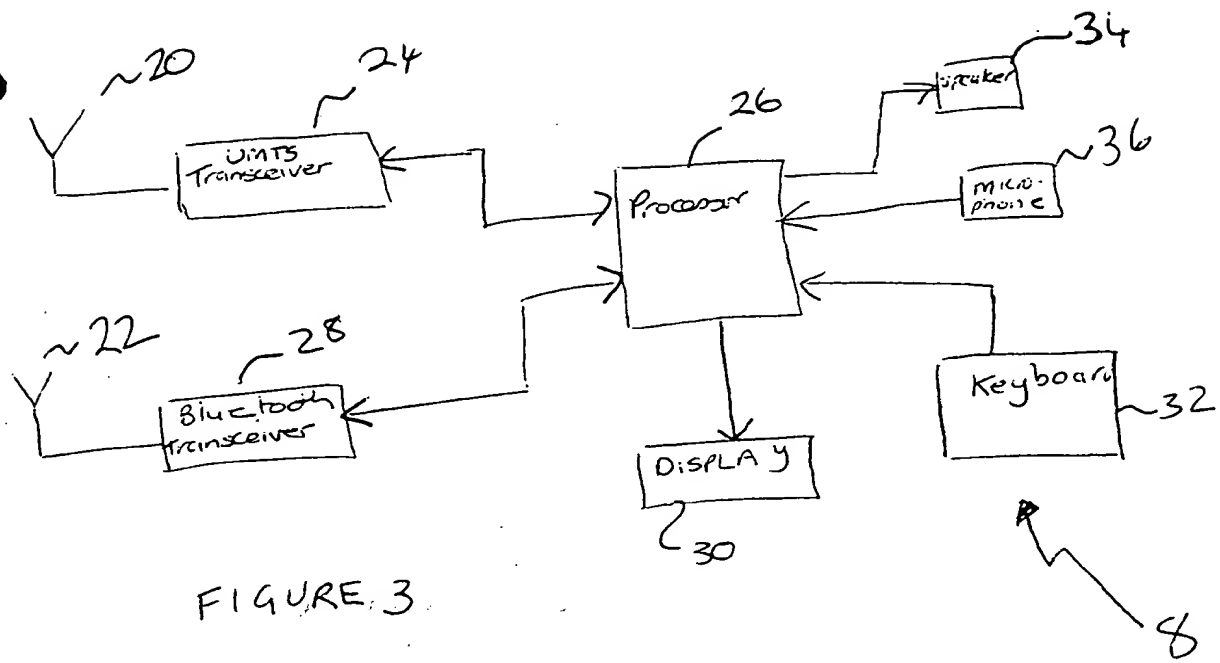 20
24
UMTS
Transceiver
26
Processor
34
speaker
36
micro-
phone
22
28
Bluetooth
Transceiver
DISPLAY
30
Keyboard
32
8
FIGURE 3